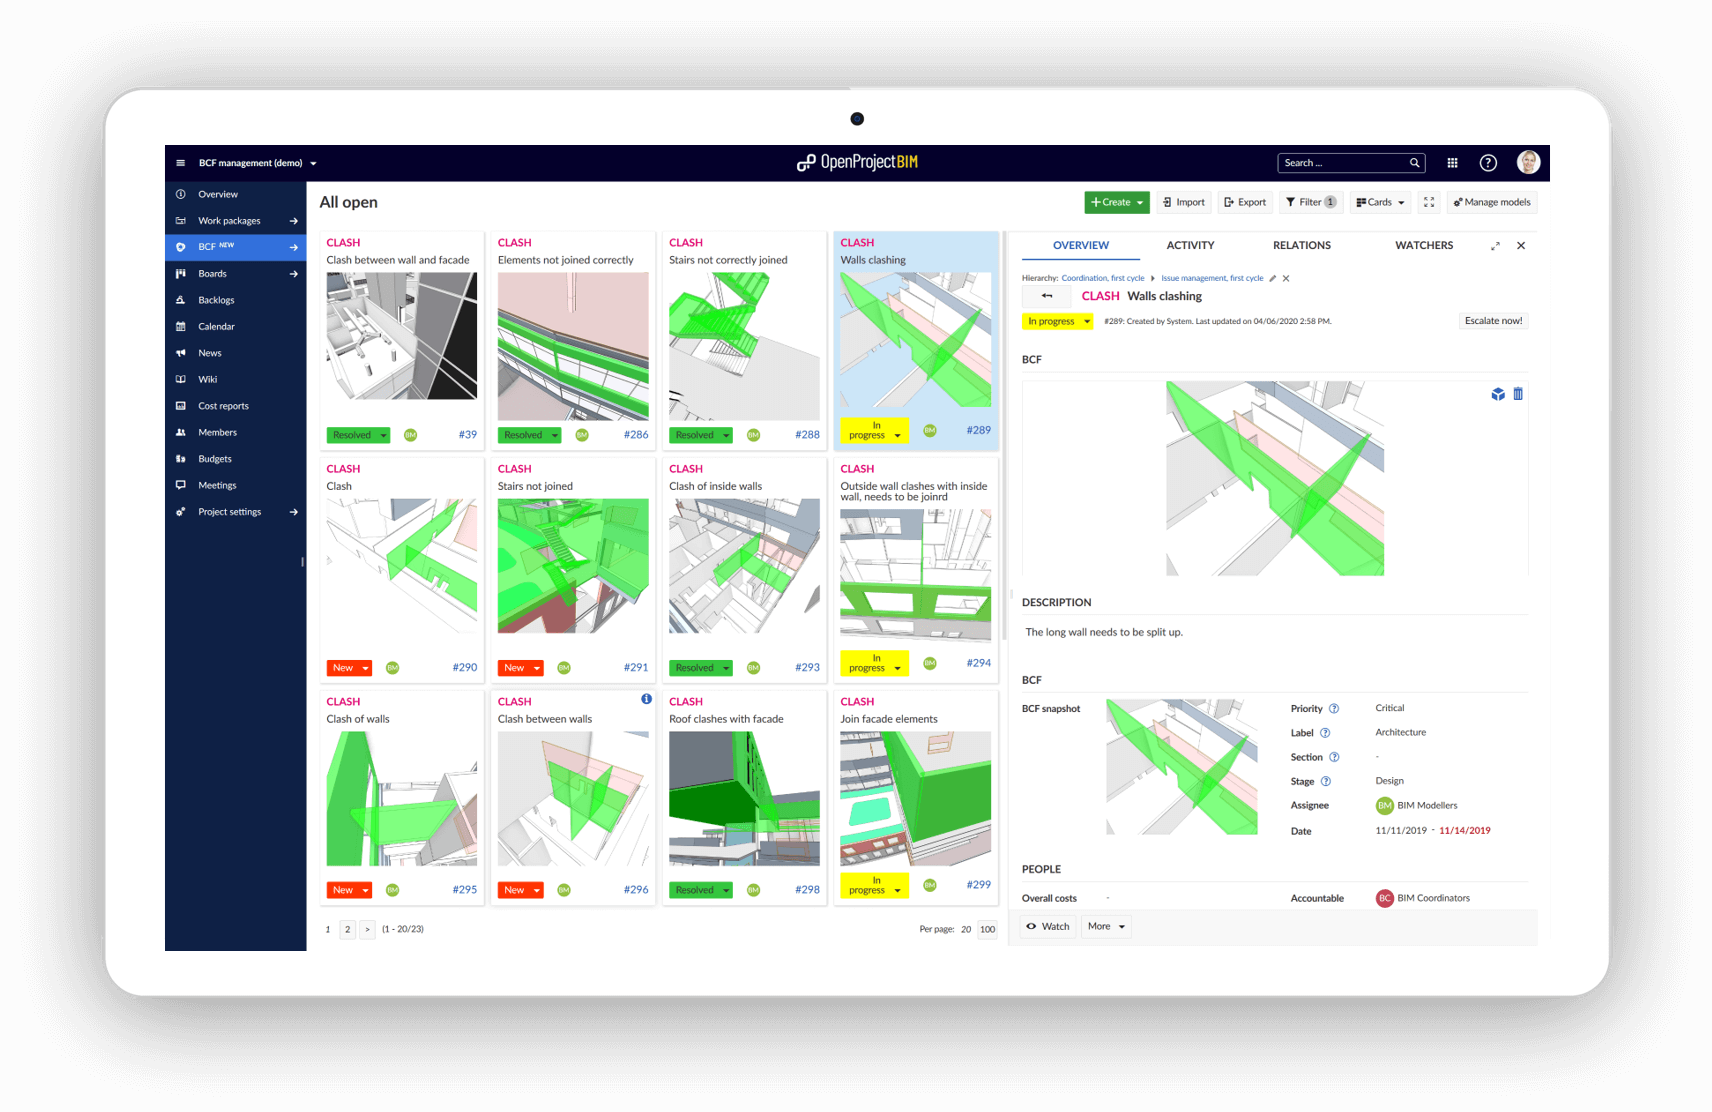 BCF management (demo)
OpenProject BIM
Search ...
Overview
Work packages
BCF NEW
Boards
Backlogs
Calendar
News
Wiki
Cost reports
Members
Budgets
Meetings
Project settings
All open
+ Create
Import
Export
Filter 1
Cards
Manage models
CLASH
Clash between wall and facade
Resolved
BM
#39
CLASH
Elements not joined correctly
Resolved
BM
#286
CLASH
Stairs not correctly joined
Resolved
BM
#288
CLASH
Walls clashing
In
progress
BM
#289
CLASH
Clash
New
BM
#290
CLASH
Stairs not joined
New
BM
#291
CLASH
Clash of inside walls
Resolved
BM
#293
CLASH
Outside wall clashes with inside
wall, needs to be joinrd
In
progress
BM
#294
CLASH
Clash of walls
New
BM
#295
CLASH
Clash between walls
New
BM
#296
CLASH
Roof clashes with facade
Resolved
BM
#298
CLASH
Join facade elements
In
progress
BM
#299
1 2 > (1 - 20/23)
Per page: 20 100
OVERVIEW
ACTIVITY
RELATIONS
WATCHERS
Hierarchy: Coordination, first cycle Issue management, first cycle
CLASH Walls clashing
In progress
#289: Created by System. Last updated on 04/06/2020 2:58 PM.
Escalate now!
BCF
DESCRIPTION
The long wall needs to be split up.
BCF
BCF snapshot
Priority ? Critical
Label ? Architecture
Section ? -
Stage ? Design
Assignee BM BIM Modellers
Date 11/11/2019 - 11/14/2019
PEOPLE
Overall costs -
Accountable BC BIM Coordinators
Watch
More